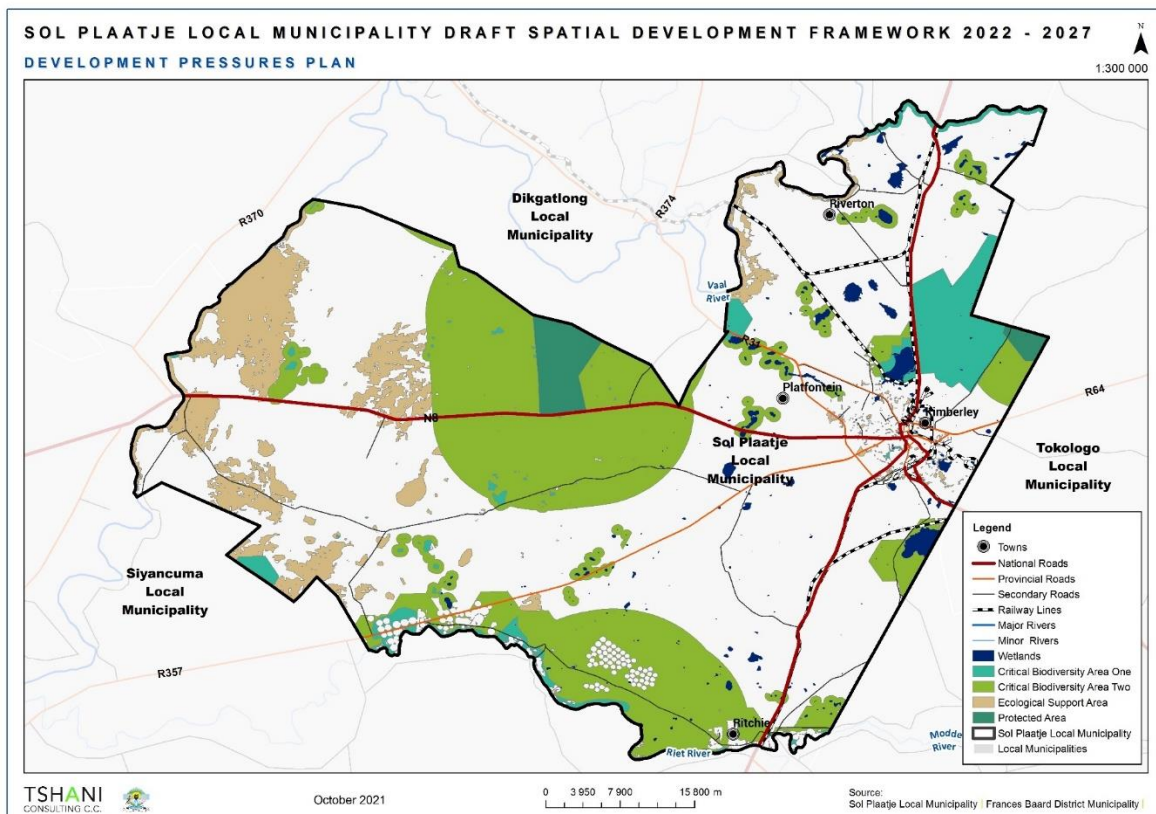 SOL PLAATJE LOCAL MUNICIPALITY DRAFT SPATIAL DEVELOPMENT FRAMEWORK 2022 - 2027
DEVELOPMENT PRESSURES PLAN
N
1:300 000
R370
Dikgatlong
Local
Municipality
R374
Riverton
Vaal
River
R31
Platfontein
N8
Kimberley
R64
Sol Plaatje
Local
Municipality
Tokologo
Local
Municipality
Siyancuma
Local
Municipality
R357
Ritchie
Riet River
Modder
River
Legend
Towns
National Roads
Provincial Roads
Secondary Roads
Railway Lines
Major Rivers
Minor Rivers
Wetlands
Critical Biodiversity Area One
Critical Biodiversity Area Two
Ecological Support Area
Protected Area
Sol Plaatje Local Municipality
Local Municipalities
TSHANI
CONSULTING C.C.
October 2021
0 3 950 7 900 15 800 m
Source:
Sol Plaatje Local Municipality | Frances Baard District Municipality |